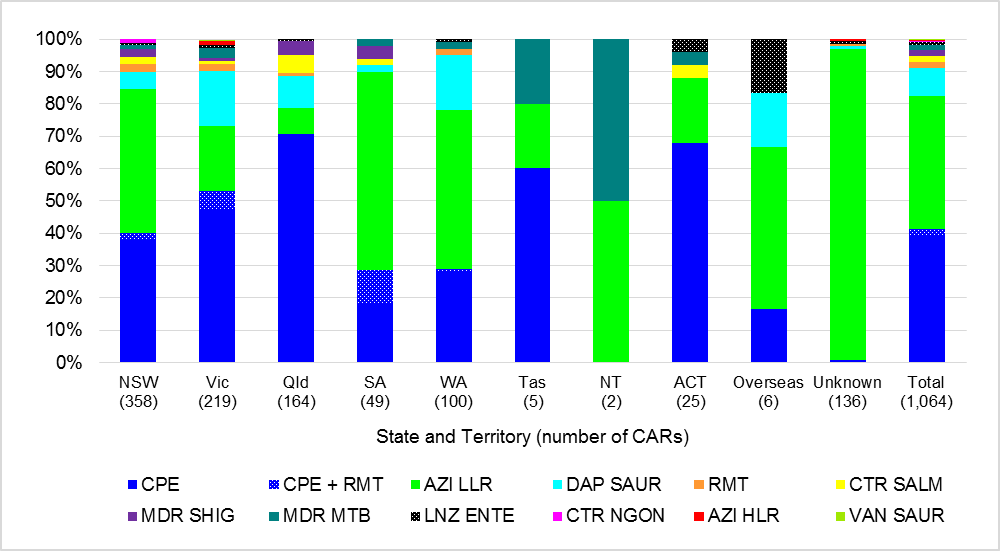 100%
90%
80%
70%
60%
50%
40%
30%
20%
10%
0%
NSW Vic Qld SA WA Tas NT ACT Overseas Unknown Total
(358) (219) (164) (49) (100) (5) (2) (25) (6) (136) (1,064)
State and Territory (number of CARs)
CPE CPE + RMT AZI LLR DAP SAUR RMT CTR SALM
MDR SHIG MDR MTB LNZ ENTE CTR NGON AZI HLR VAN SAUR